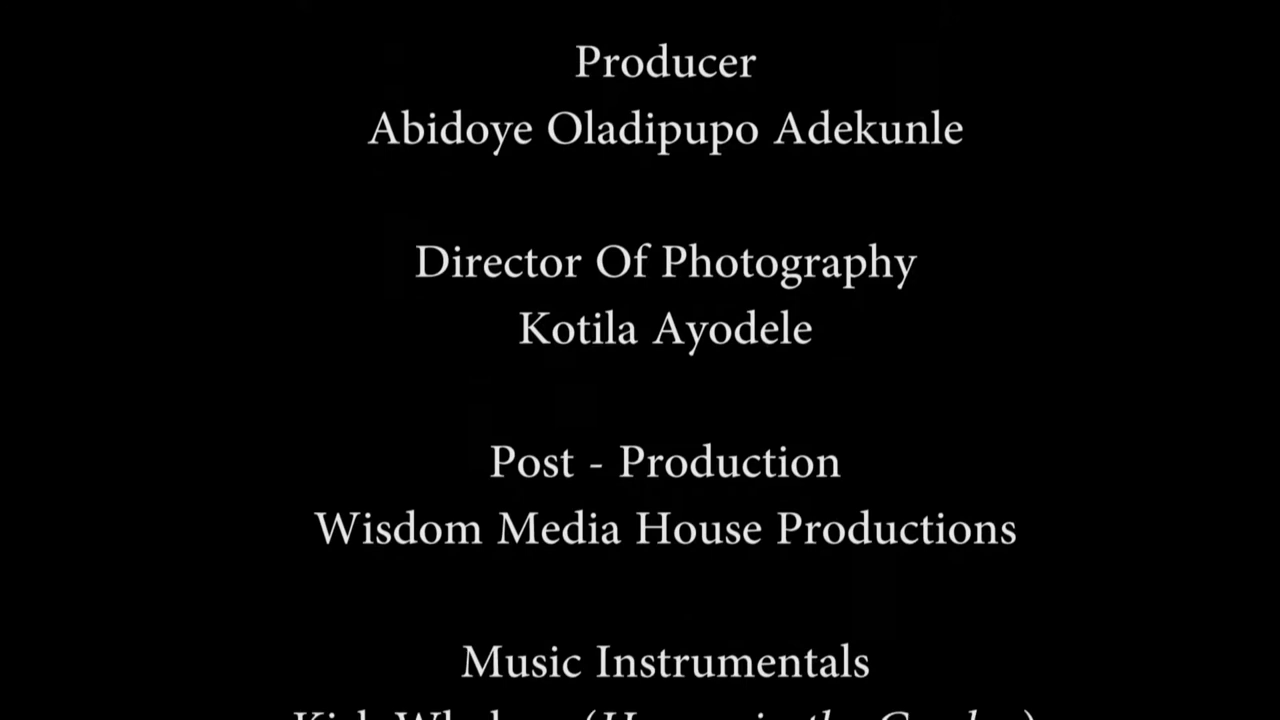 Producer
Abidoye Oladipupo Adekunle
Director Of Photography
Kotila Ayodele
Post - Production
Wisdom Media House Productions
Music Instrumentals